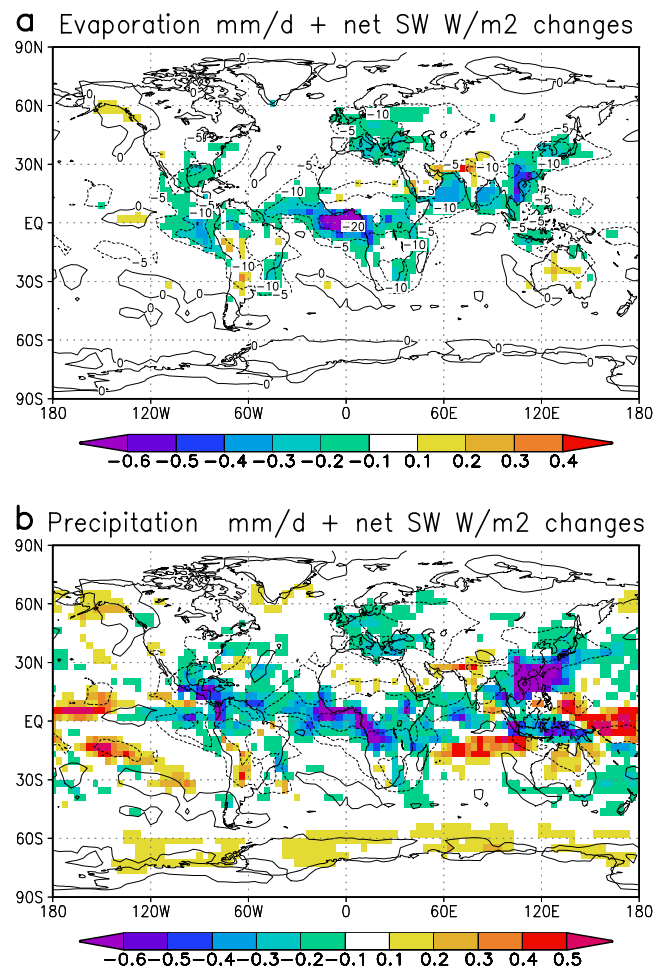 a Evaporation mm/d + net SW W/m2 changes
90N
60N
30N
EQ
30S
60S
90S
180 120W 60W 0 60E 120E 180
-0.6 -0.5 -0.4 -0.3 -0.2 -0.1 0.1 0.2 0.3 0.4
b Precipitation mm/d + net SW W/m2 changes
90N
60N
30N
EQ
30S
60S
90S
180 120W 60W 0 60E 120E 180
-0.6 -0.5 -0.4 -0.3 -0.2 -0.1 0.1 0.2 0.3 0.4 0.5